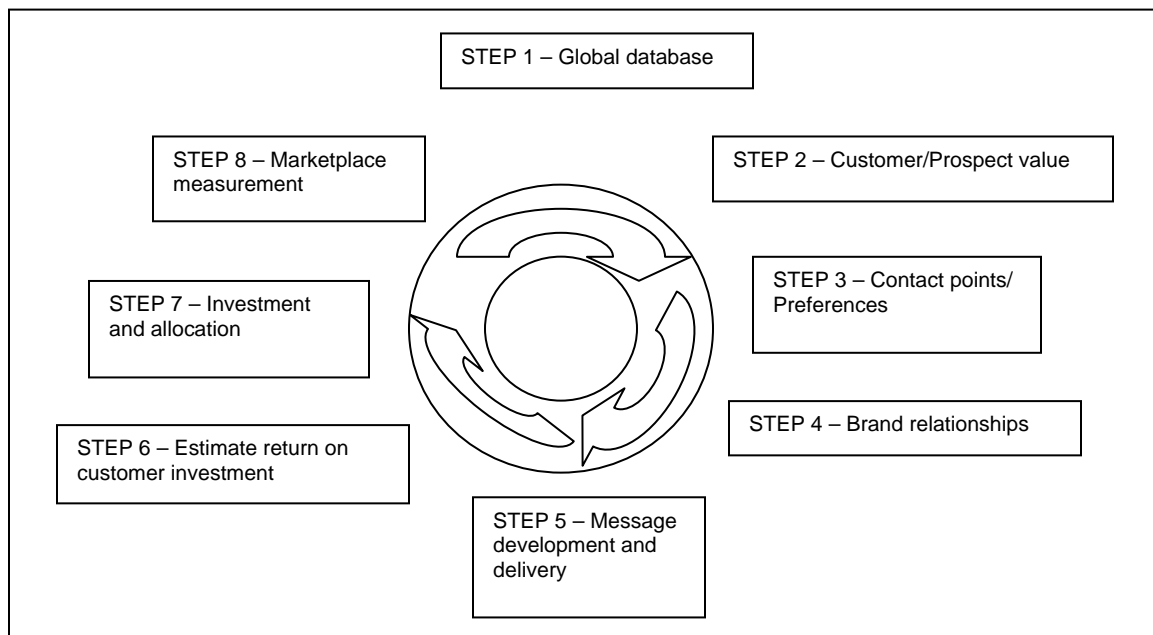 STEP 1 – Global database
STEP 8 – Marketplace
measurement
STEP 2 – Customer/Prospect value
STEP 7 – Investment
and allocation
STEP 3 – Contact points/
Preferences
STEP 6 – Estimate return on
customer investment
STEP 4 – Brand relationships
STEP 5 – Message
development and
delivery